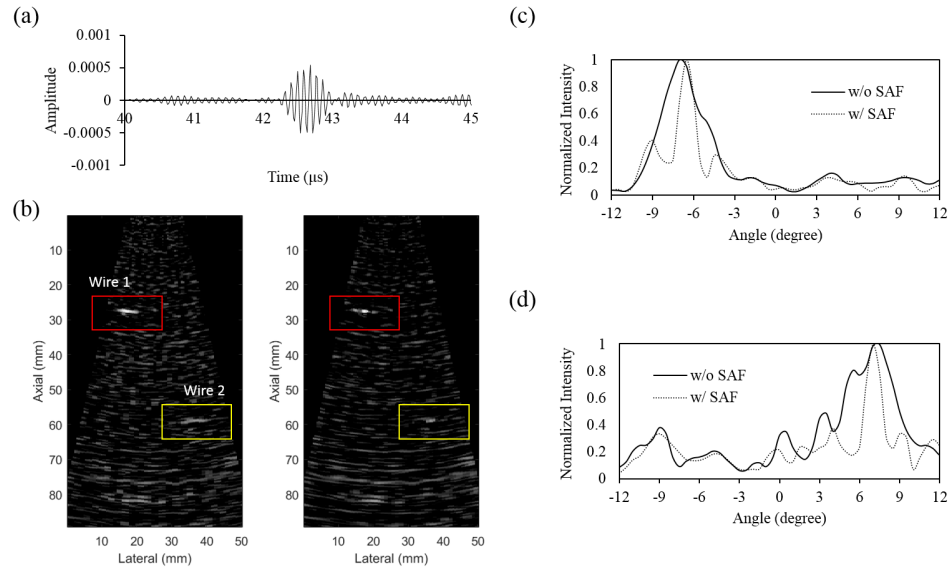 (a)
0.001
0.0005
0
-0.0005
-0.001
Amplitude
40 41 42 43 44 45
Time (μs)
(b)
Wire 1
Wire 2
10
20
30
40
50
60
70
80
Axial (mm)
10 20 30 40 50
Lateral (mm)
10
20
30
40
50
60
70
80
Axial (mm)
10 20 30 40 50
Lateral (mm)
(c)
1
0.8
0.6
0.4
0.2
0
Normalized Intensity
w/o SAF
w/ SAF
-12 -9 -6 -3 0 3 6 9 12
Angle (degree)
(d)
1
0.8
0.6
0.4
0.2
0
Normalized Intensity
w/o SAF
w/ SAF
-12 -9 -6 -3 0 3 6 9 12
Angle (degree)